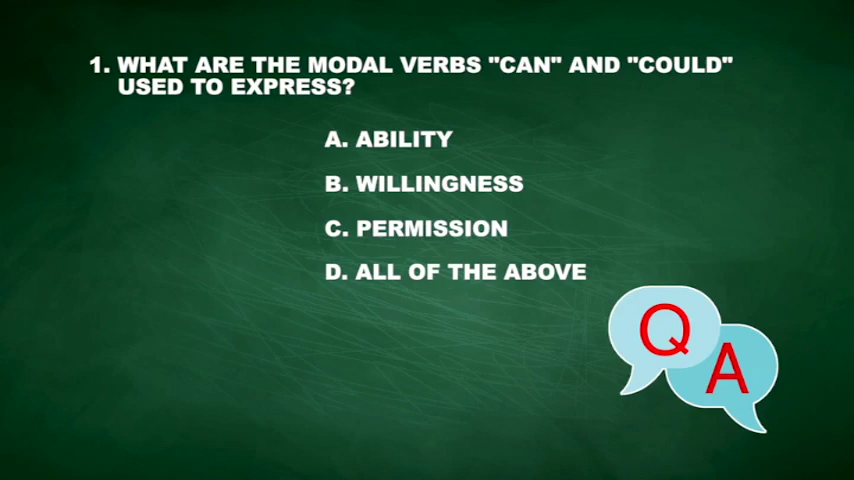 1. WHAT ARE THE MODAL VERBS "CAN" AND "COULD"
USED TO EXPRESS?
A. ABILITY
B. WILLINGNESS
C. PERMISSION
D. ALL OF THE ABOVE
Q
A